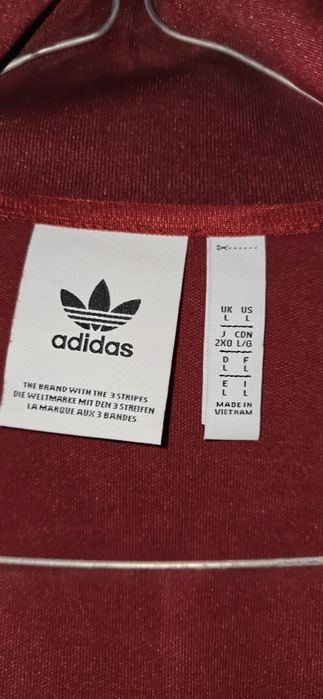 adidas
THE BRAND WITH THE 3 STRIPES
DIE WELTMARKE MIT DEN 3 STREIFEN
LA MARQUE AUX 3 BANDES
UK US
L L
J CDN
2XO L/G
D F
L L
E I
L L
MADE IN
VIETNAM